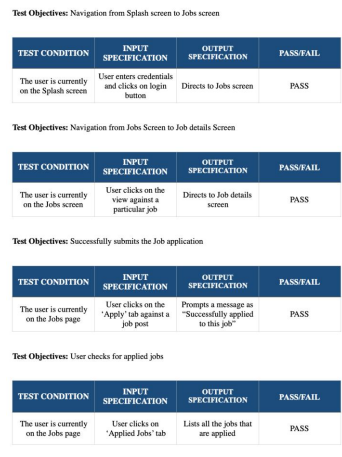 Test Objectives: Navigation from Splash screen to Jobs screen
TEST CONDITION
INPUT
SPECIFICATION
OUTPUT
SPECIFICATION
PASS/FAIL
The user is currently
on the Splash screen
User enters credentials
and clicks on login
button
Directs to Jobs screen
PASS
Test Objectives: Navigation from Jobs Screen to Job details Screen
TEST CONDITION
INPUT
SPECIFICATION
OUTPUT
SPECIFICATION
PASS/FAIL
The user is currently
on the Jobs screen
User clicks on the
view against a
particular job
Directs to Job details
screen
PASS
Test Objectives: Successfully submits the Job application
TEST CONDITION
INPUT
SPECIFICATION
OUTPUT
SPECIFICATION
PASS/FAIL
The user is currently
on the Jobs page
User clicks on the
‘Apply’ tab against a
job post
Prompts a message as
“Successfully applied
to this job”
PASS
Test Objectives: User checks for applied jobs
TEST CONDITION
INPUT
SPECIFICATION
OUTPUT
SPECIFICATION
PASS/FAIL
The user is currently
on the Jobs page
User clicks on
‘Applied Jobs’ tab
Lists all the jobs that
are applied
PASS